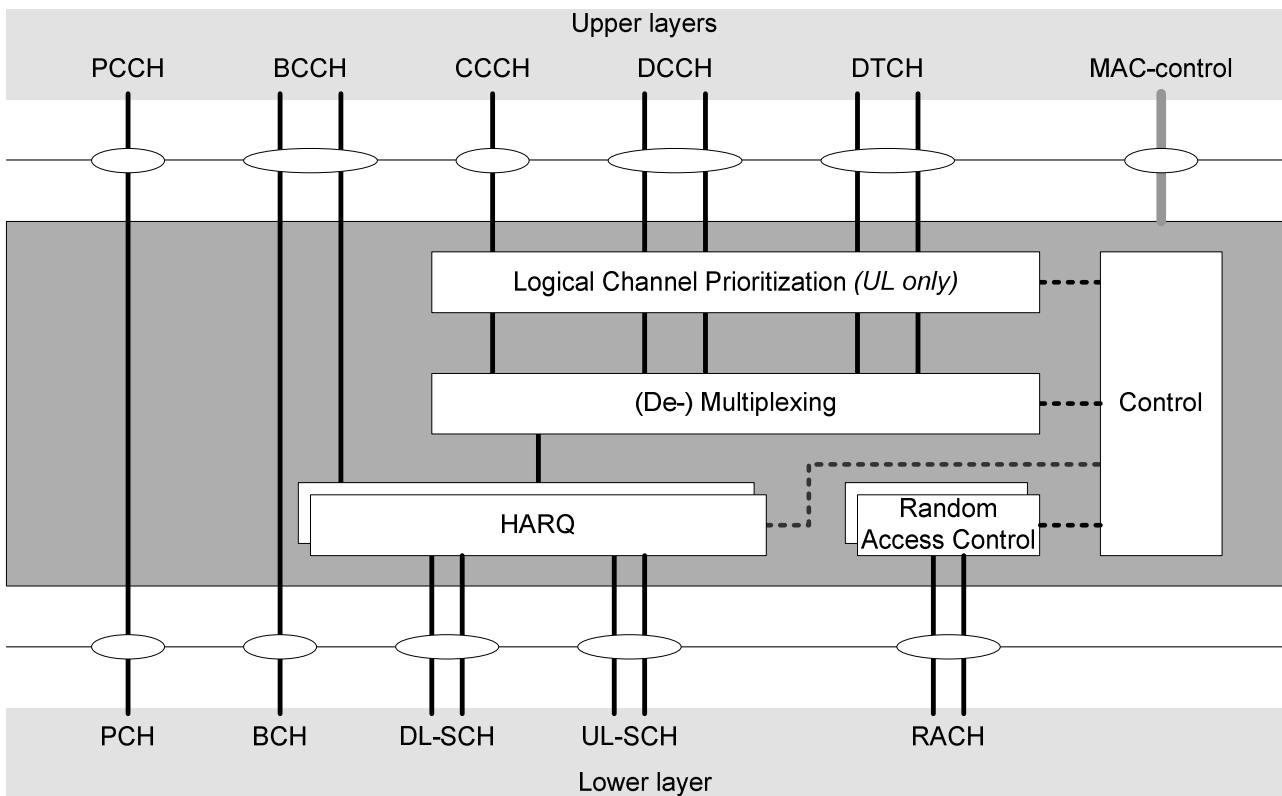 Upper layers
PCCH BCCH CCCH DCCH DTCH MAC-control
Logical Channel Prioritization (UL only)
(De-) Multiplexing
Control
HARQ
Random
Access Control
PCH BCH DL-SCH UL-SCH RACH
Lower layer